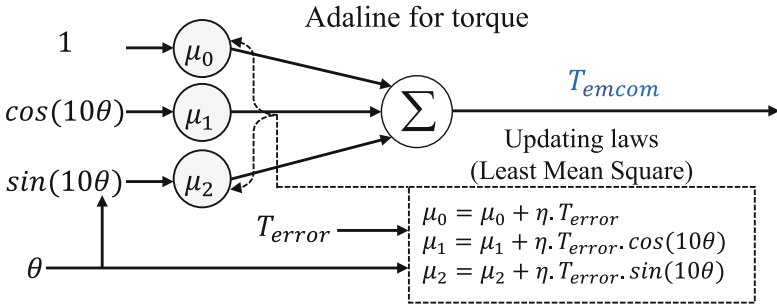 Adaline for torque
1
μ0
cos(10θ)
μ1
Σ
Temcom
sin(10θ)
μ2
Updating laws
(Least Mean Square)
Terror
θ
μ0 = μ0 + η.Terror
μ1 = μ1 + η.Terror.cos(10θ)
μ2 = μ2 + η.Terror.sin(10θ)